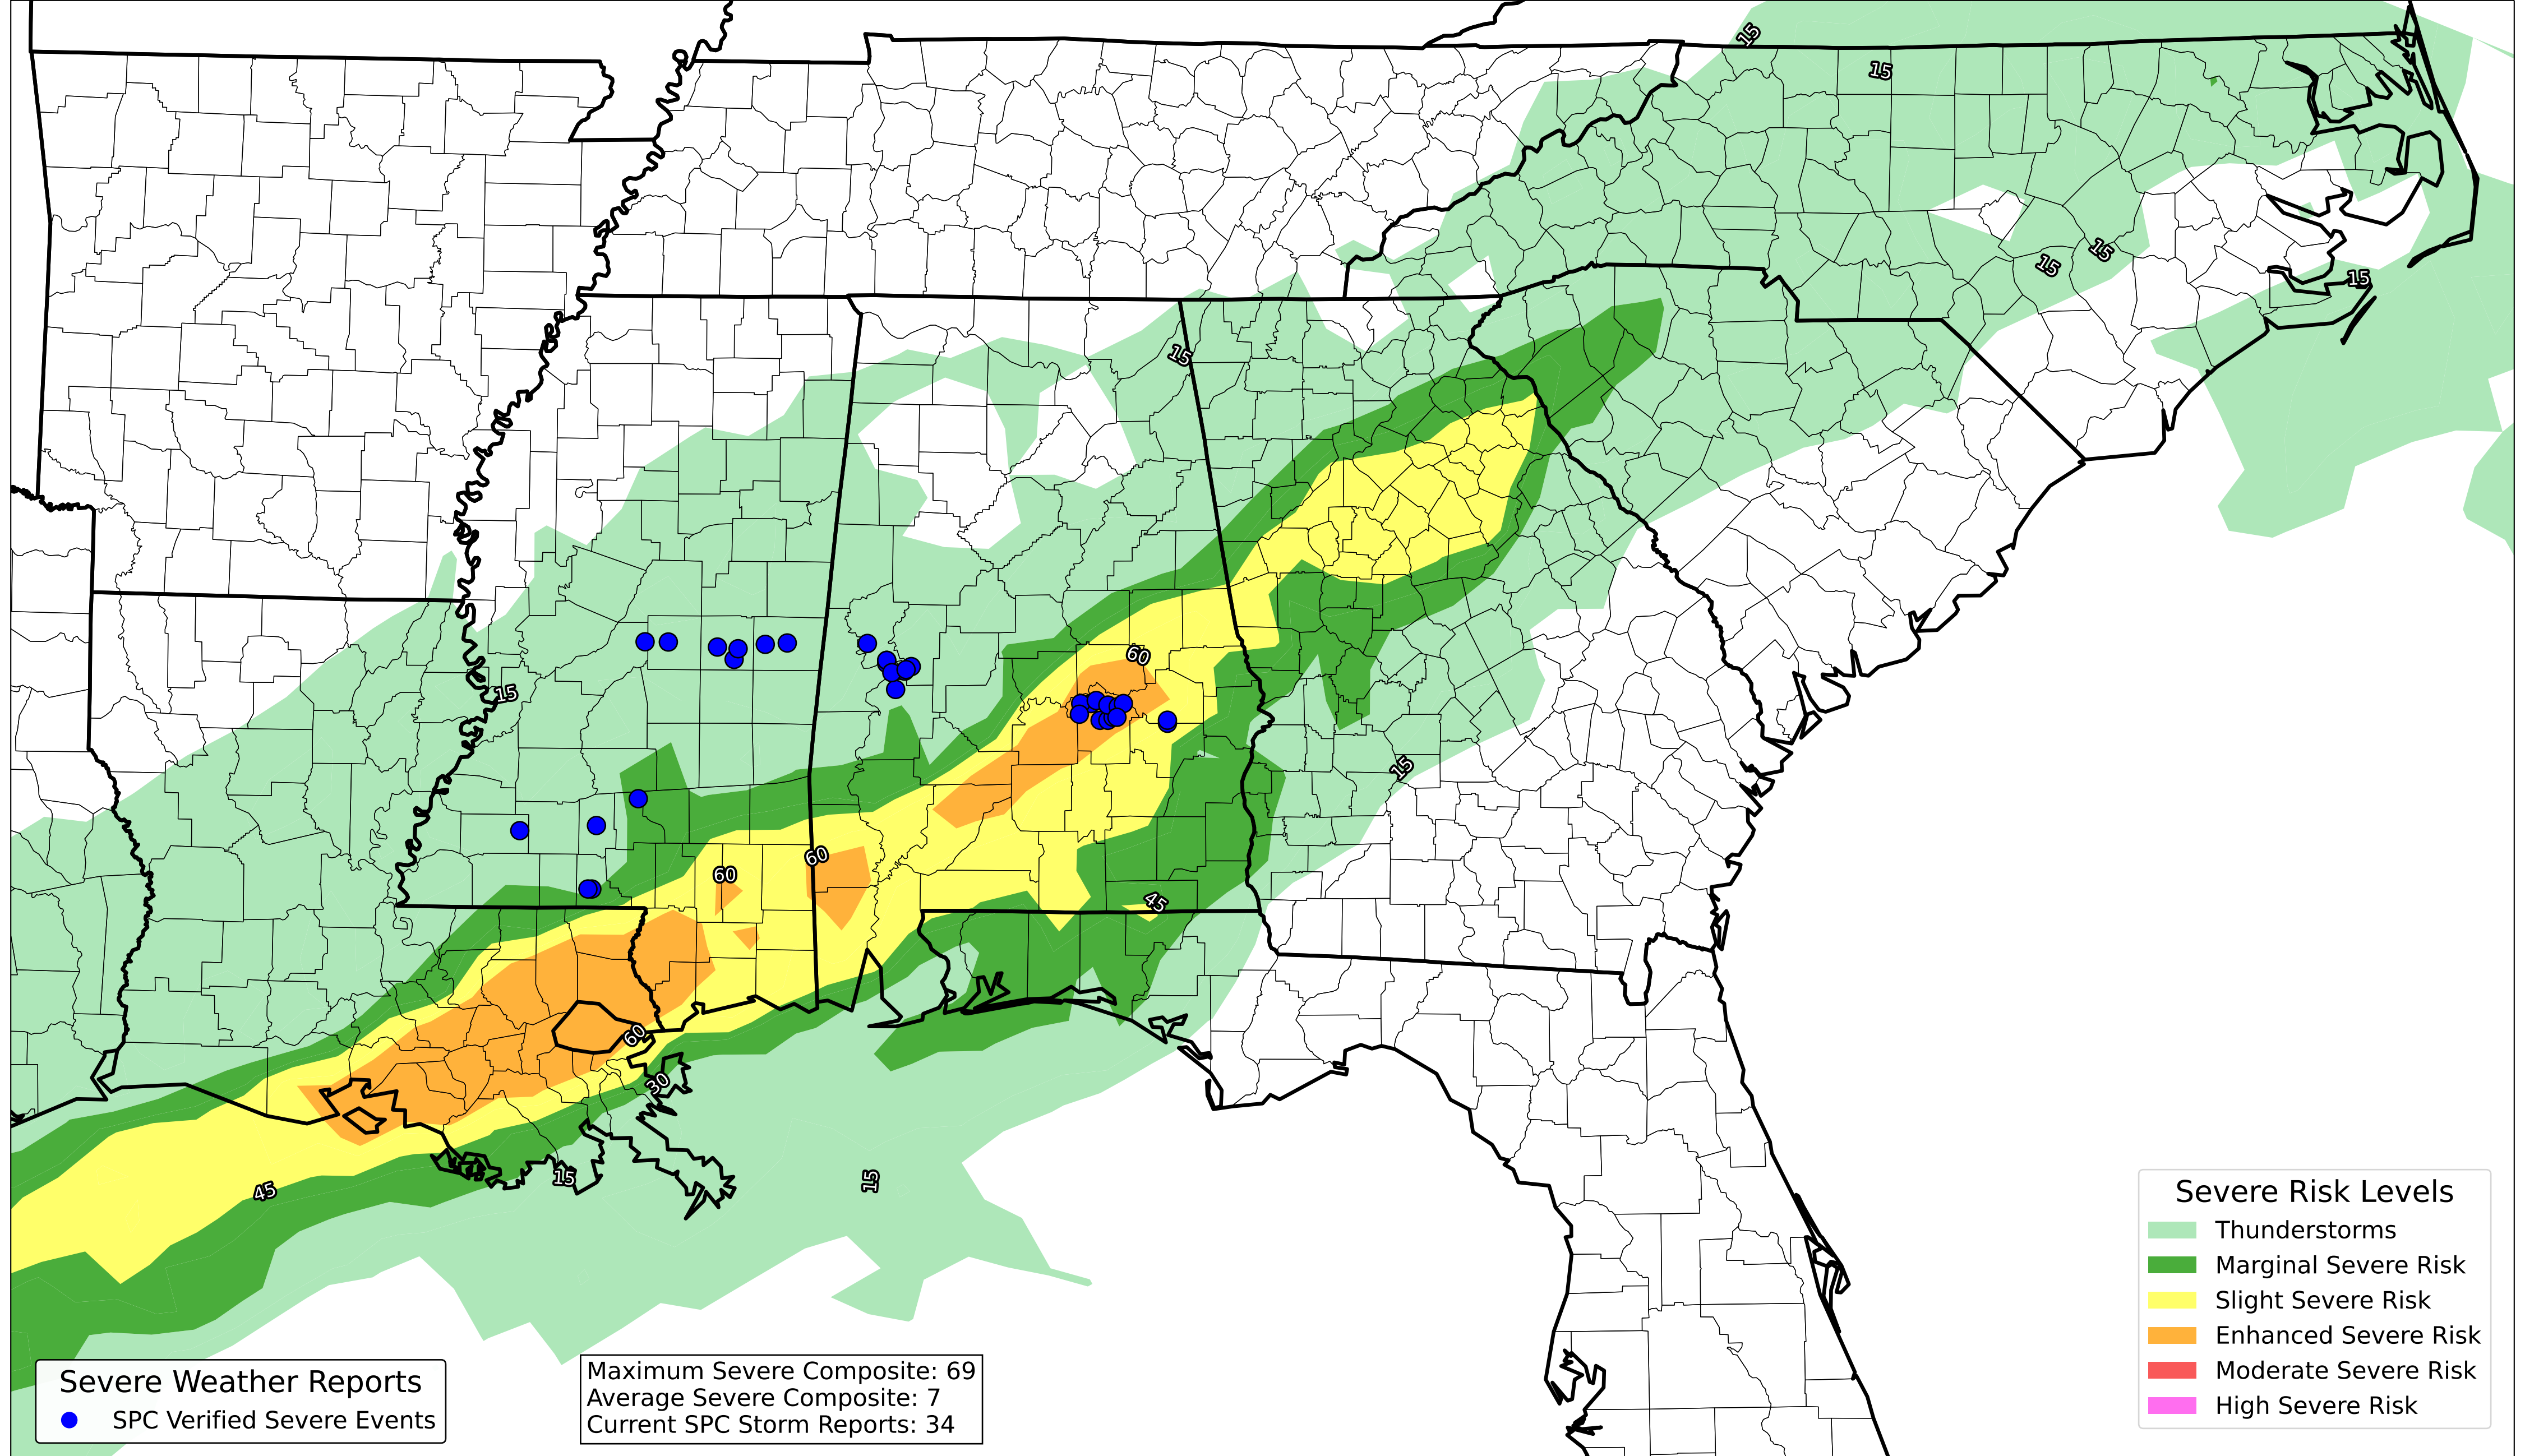 15
15
15
15
15
15
60
15
15
60
60
45
60
30
15
15
45
Severe Risk Levels
Thunderstorms
Marginal Severe Risk
Slight Severe Risk
Enhanced Severe Risk
Moderate Severe Risk
High Severe Risk
Severe Weather Reports
SPC Verified Severe Events
Maximum Severe Composite: 69
Average Severe Composite: 7
Current SPC Storm Reports: 34